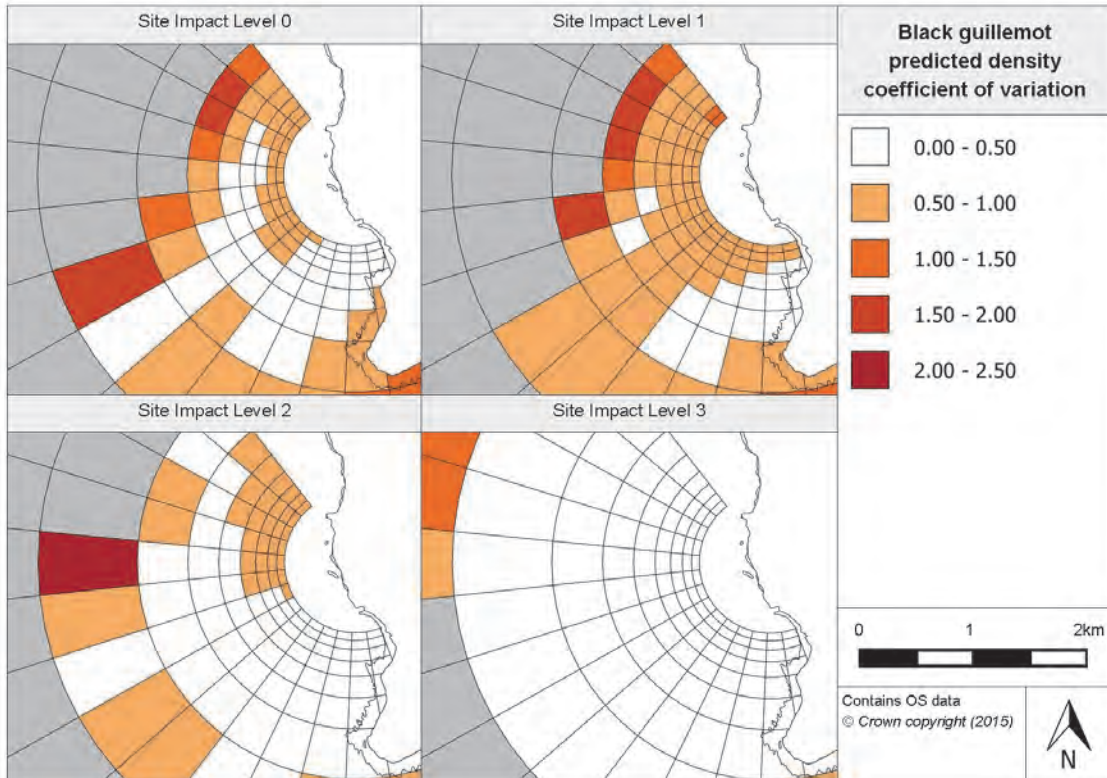 Site Impact Level 0
Site Impact Level 1
Site Impact Level 2
Site Impact Level 3
Black guillemot
predicted density
coefficient of variation
0.00 - 0.50
0.50 - 1.00
1.00 - 1.50
1.50 - 2.00
2.00 - 2.50
0 1 2km
Contains OS data
© Crown copyright (2015)
N